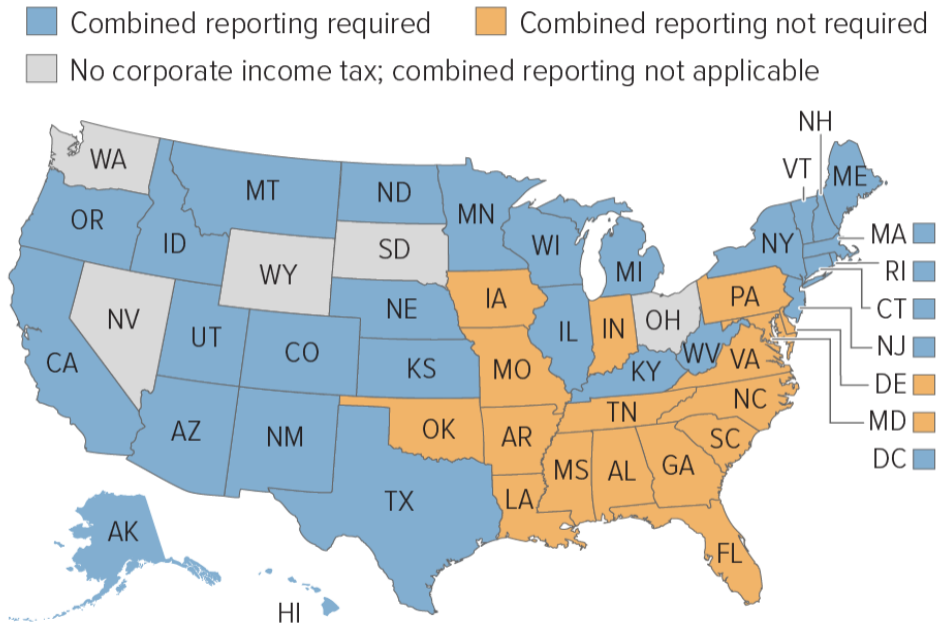 Combined reporting required
Combined reporting not required
No corporate income tax; combined reporting not applicable
NH
WA
VT
ME
MT
ND
MN
OR
ID
WI
NY
MA
SD
MI
RI
WY
IA
PA
NE
CT
NV
IL
IN
OH
UT
CO
NJ
CA
KS
MO
KY
WV
VA
DE
TN
NC
MD
AZ
NM
OK
AR
SC
DC
MS
AL
GA
TX
LA
AK
FL
HI